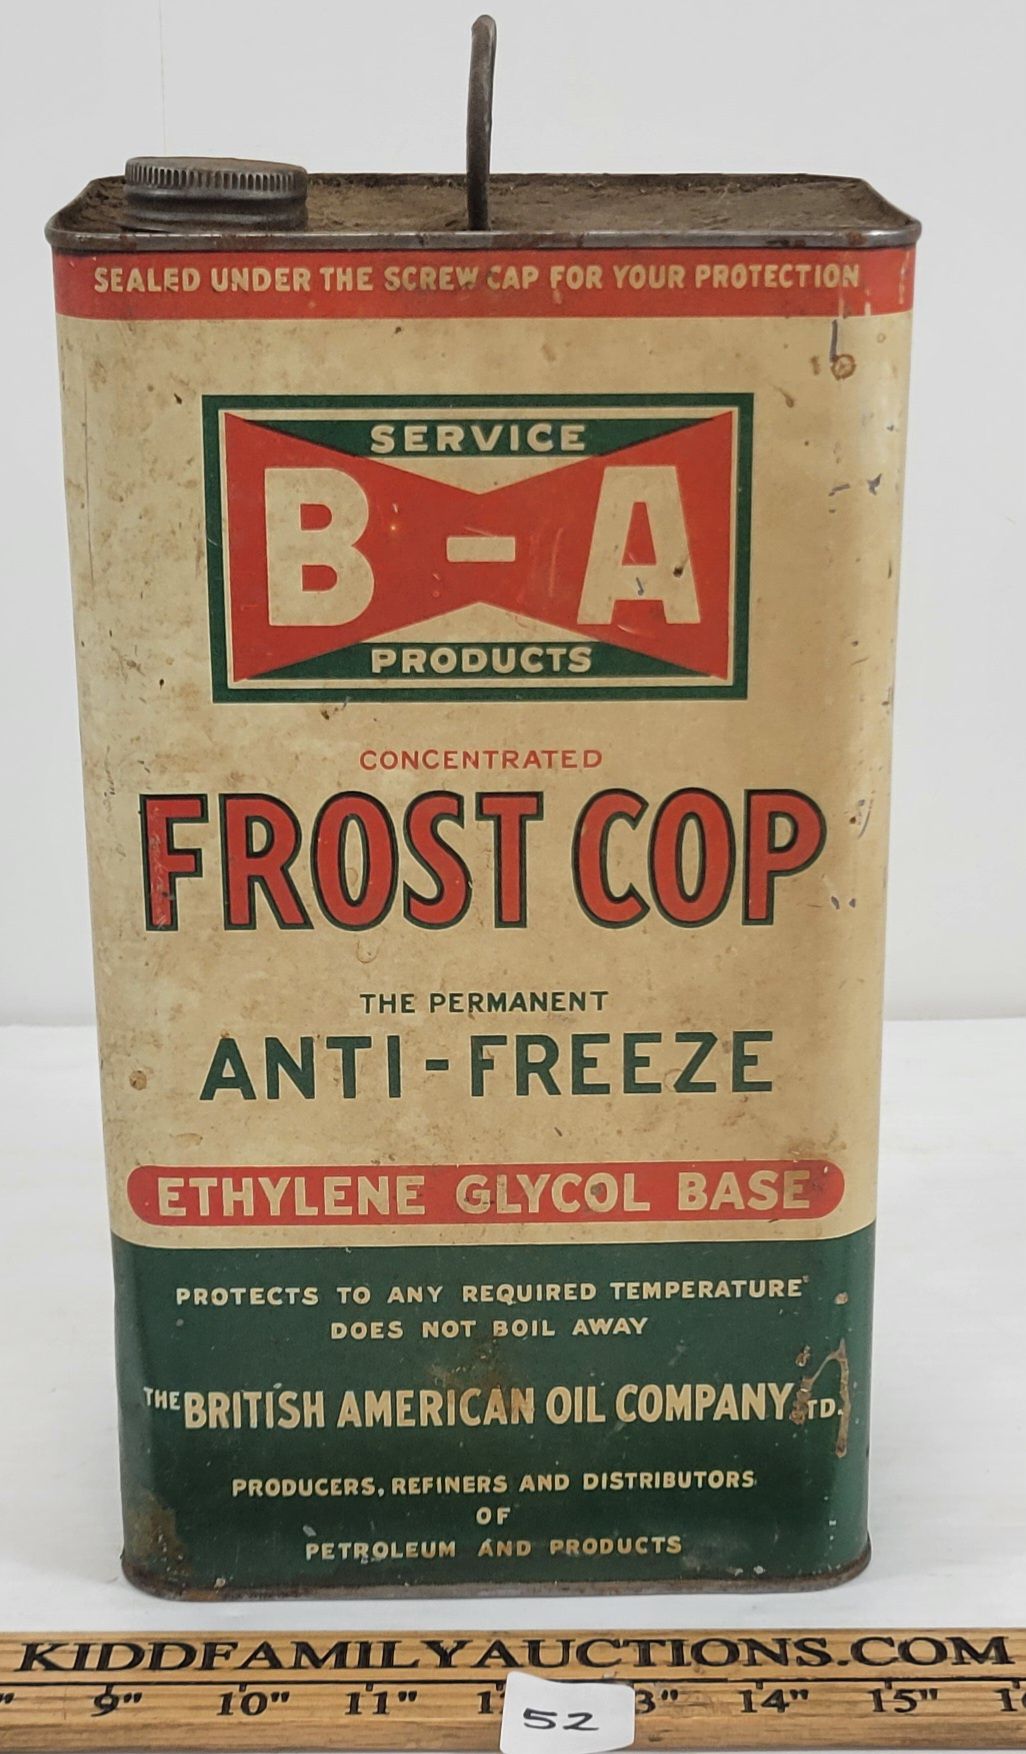 SEALED UNDER THE SCREW CAP FOR YOUR PROTECTION
SERVICE
B-A
PRODUCTS
CONCENTRATED
FROST COP
THE PERMANENT
ANTI-FREEZE
ETHYLENE GLYCOL BASE
PROTECTS TO ANY REQUIRED TEMPERATURE
DOES NOT BOIL AWAY
THE BRITISH AMERICAN OIL COMPANY LTD.
PRODUCERS, REFINERS AND DISTRIBUTORS
OF
PETROLEUM AND PRODUCTS
KIDDFAMILYAUCTIONS.COM
9" 10" 11" 14" 15"
52